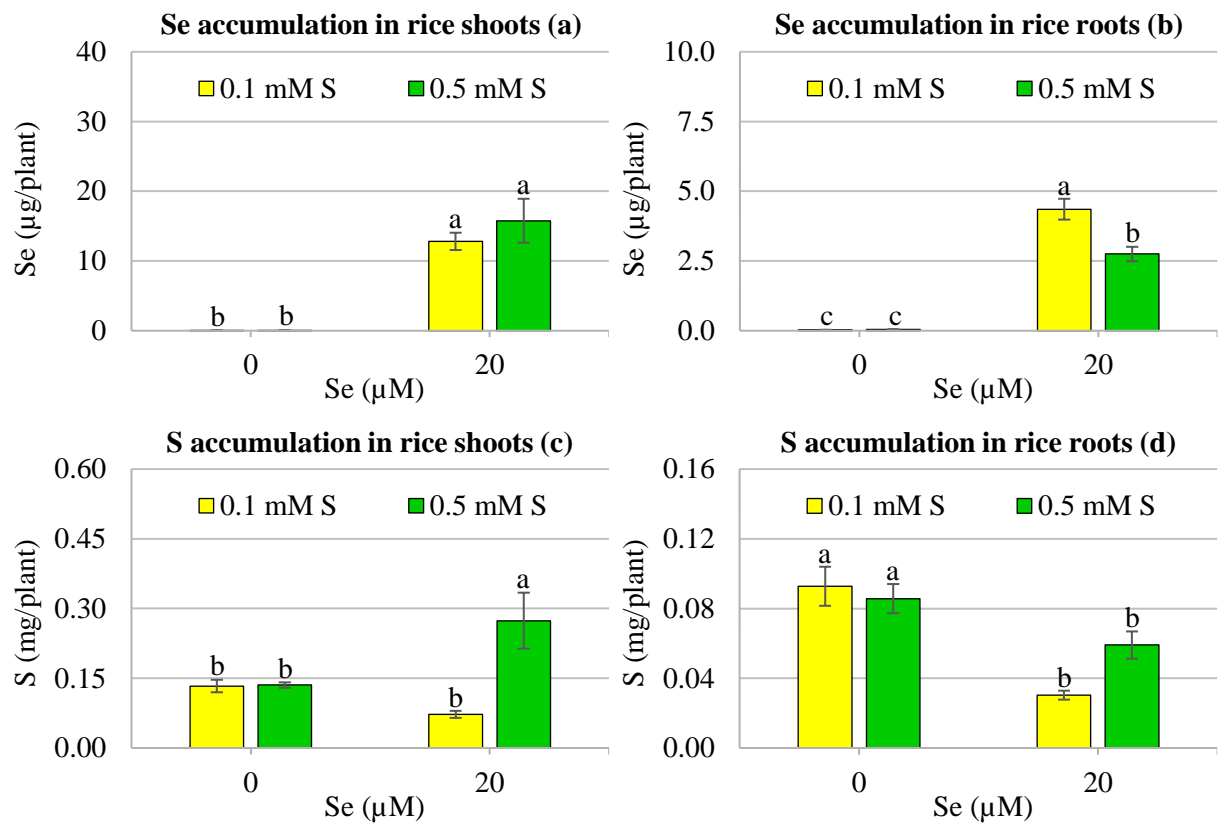 Se accumulation in rice shoots (a)
40
30
20
10
0
Se (µg/plant)
0.1 mM S 0.5 mM S
b b a a
0 20
Se (µM)
Se accumulation in rice roots (b)
10.0
7.5
5.0
2.5
0.0
Se (µg/plant)
0.1 mM S 0.5 mM S
c c a b
0 20
Se (µM)
S accumulation in rice shoots (c)
0.60
0.45
0.30
0.15
0.00
S (mg/plant)
0.1 mM S 0.5 mM S
b b b a
0 20
Se (µM)
S accumulation in rice roots (d)
0.16
0.12
0.08
0.04
0.00
S (mg/plant)
0.1 mM S 0.5 mM S
a a b b
0 20
Se (µM)